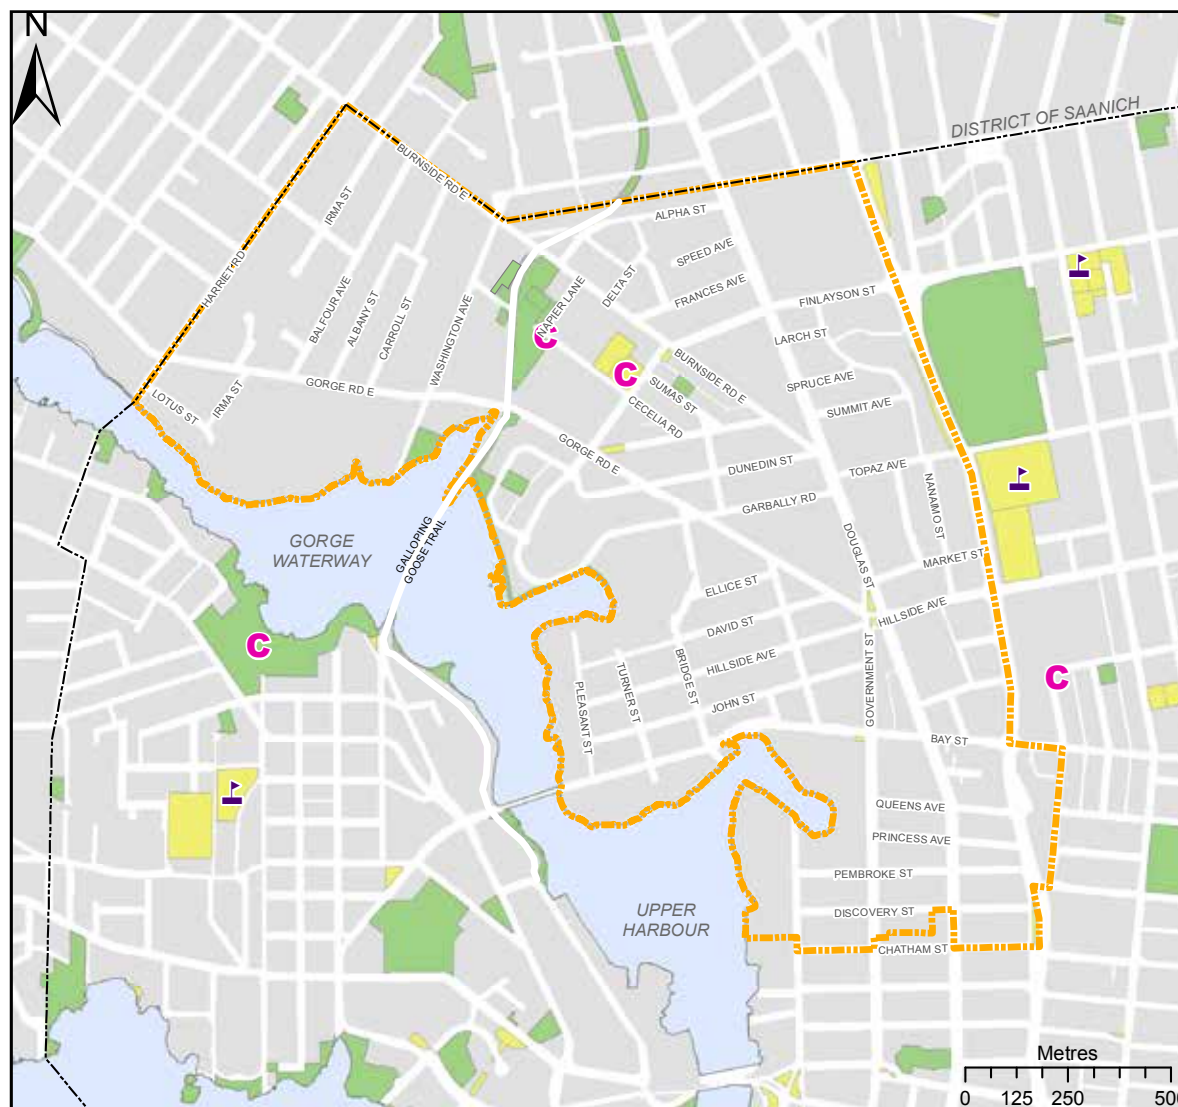 N
DISTRICT OF SAANICH
BURNSIDE RD E
IRMA ST
ALPHA ST
SPEED AVE
HARRIET RD
DELTA ST
FRANCES AVE
FINLAYSON ST
NAPIER LANE
BALFOUR AVE
ALBANY ST
CARROLL ST
WASHINGTON AVE
LARCH ST
C
C
BURNSIDE RD E
SUMAS ST
SPRUCE AVE
GORGE RD E
LOTUS ST
IRMA ST
CECELIA RD
SUMMIT AVE
GORGE RD E
DUNEDIN ST
TOPAZ AVE
GARBALLY RD
NANAIMO ST
GORGE
WATERWAY
GALLOPING
GOOSE TRAIL
DOUGLAS ST
MARKET ST
ELLICE ST
HILLSIDE AVE
DAVID ST
C
HILLSIDE AVE
BRIDGE ST
TURNER ST
PLEASANT ST
GOVERNMENT ST
C
JOHN ST
BAY ST
QUEENS AVE
PRINCESS AVE
PEMBROKE ST
UPPER
HARBOUR
DISCOVERY ST
CHATHAM ST
Metres
0 125 250 500